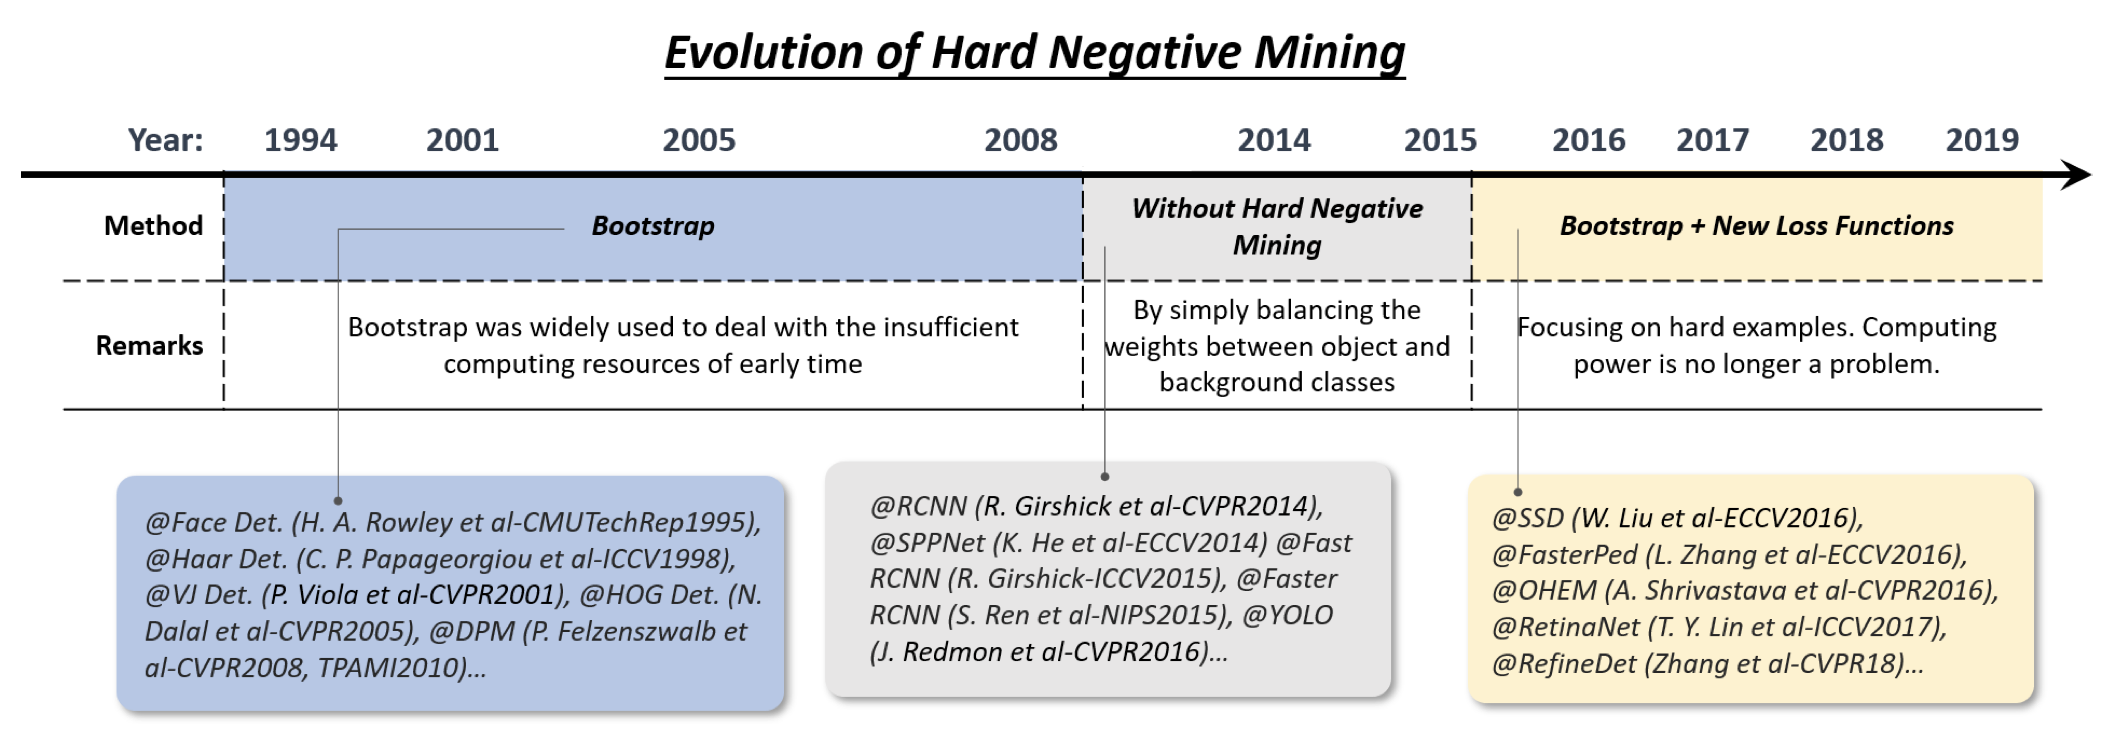 Evolution of Hard Negative Mining
Year: 1994 2001 2005 2008 2014 2015 2016 2017 2018 2019
Method
Bootstrap
Without Hard Negative
Mining
Bootstrap + New Loss Functions
Remarks
Bootstrap was widely used to deal with the insufficient
computing resources of early time
By simply balancing the
weights between object and
background classes
Focusing on hard examples. Computing
power is no longer a problem.
@Face Det. (H. A. Rowley et al-CMUTechRep1995),
@Haar Det. (C. P. Papageorgiou et al-ICCV1998),
@VJ Det. (P. Viola et al-CVPR2001), @HOG Det. (N.
Dalal et al-CVPR2005), @DPM (P. Felzenszwalb et
al-CVPR2008, TPAMI2010)...
@RCNN (R. Girshick et al-CVPR2014),
@SPPNet (K. He et al-ECCV2014) @Fast
RCNN (R. Girshick-ICCV2015), @Faster
RCNN (S. Ren et al-NIPS2015), @YOLO
(J. Redmon et al-CVPR2016)...
@SSD (W. Liu et al-ECCV2016),
@FasterPed (L. Zhang et al-ECCV2016),
@OHEM (A. Shrivastava et al-CVPR2016),
@RetinaNet (T. Y. Lin et al-ICCV2017),
@RefineDet (Zhang et al-CVPR18)...